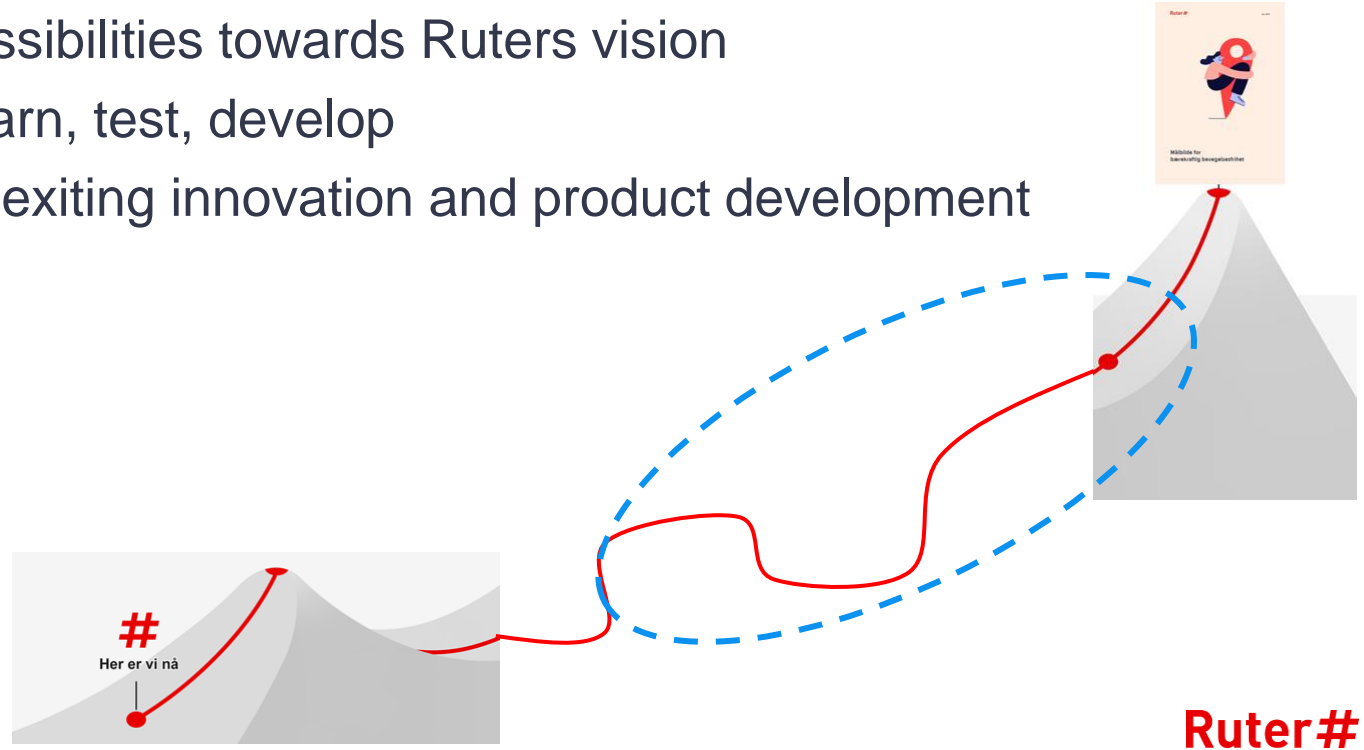 ssibilities towards Ruters vision
arn, test, develop
exiting innovation and product development
Ruter#
Målbilde for
bærekraftig bevegelsesfrihet
#
Her er vi nå
Ruter#